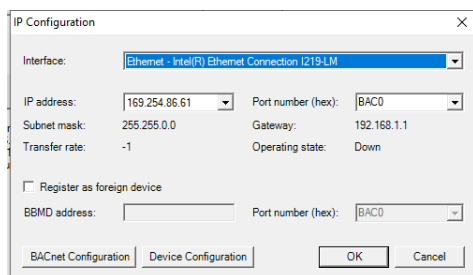 IP Configuration
Interface: Ethernet - Intel(R) Ethernet Connection I219-LM
IP address: 169.254.86.61 Port number (hex): BAC0
Subnet mask: 255.255.0.0 Gateway: 192.168.1.1
Transfer rate: -1 Operating state: Down
Register as foreign device
BBMD address: Port number (hex): BAC0
BACnet Configuration Device Configuration OK Cancel